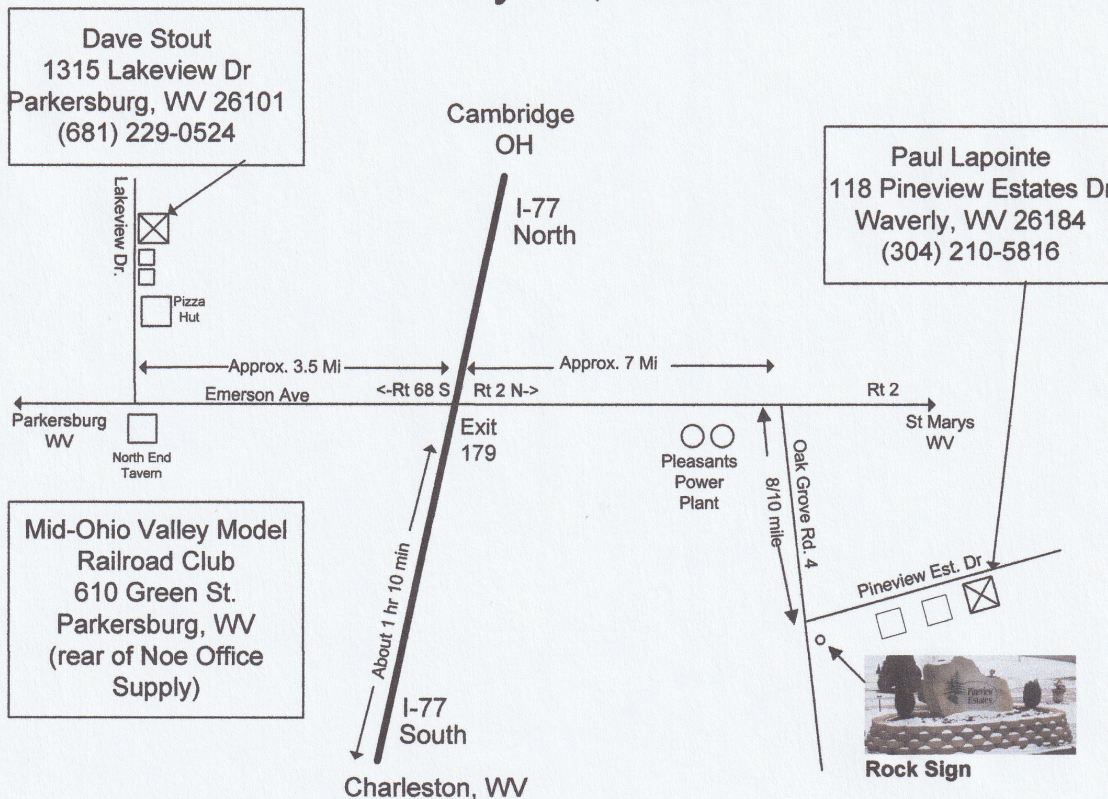 Dave Stout
1315 Lakeview Dr
Parkersburg, WV 26101
(681) 229-0524
Cambridge
OH
I-77
North
Paul Lapointe
118 Pineview Estates Dr
Waverly, WV 26184
(304) 210-5816
Lakeview Dr.
Pizza
Hut
Approx. 3.5 Mi
Approx. 7 Mi
Emerson Ave
<-Rt 68 S
Rt 2 N->
Rt 2
Parkersburg
WV
North End
Tavern
Exit
179
Pleasants
Power
Plant
St Marys
WV
8/10 mile
Oak Grove Rd. 4
Mid-Ohio Valley Model
Railroad Club
610 Green St.
Parkersburg, WV
(rear of Noe Office
Supply)
About 1 hr 10 min
Pineview Est. Dr
I-77
South
Charleston, WV
Pineview
Estates
Rock Sign